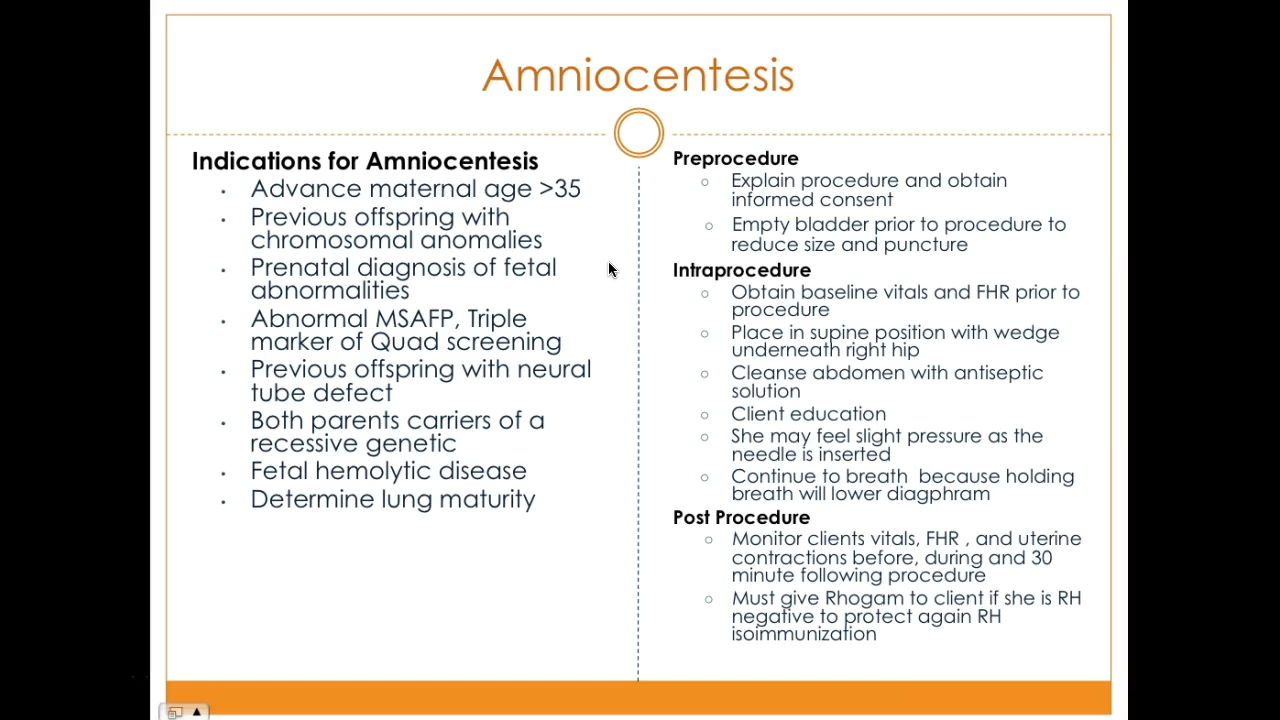 Amniocentesis
Indications for Amniocentesis
Advance maternal age >35
Previous offspring with
chromosomal anomalies
Prenatal diagnosis of fetal
abnormalities
Abnormal MSAFP, Triple
marker of Quad screening
Previous offspring with neural
tube defect
Both parents carriers of a
recessive genetic
Fetal hemolytic disease
Determine lung maturity
Preprocedure
Explain procedure and obtain
informed consent
Empty bladder prior to procedure to
reduce size and puncture
Intraprocedure
Obtain baseline vitals and FHR prior to
procedure
Place in supine position with wedge
underneath right hip
Cleanse abdomen with antiseptic
solution
Client education
She may feel slight pressure as the
needle is inserted
Continue to breath because holding
breath will lower diagphram
Post Procedure
Monitor clients vitals, FHR , and uterine
contractions before, during and 30
minute following procedure
Must give Rhogam to client if she is RH
negative to protect again RH
isoimmunization